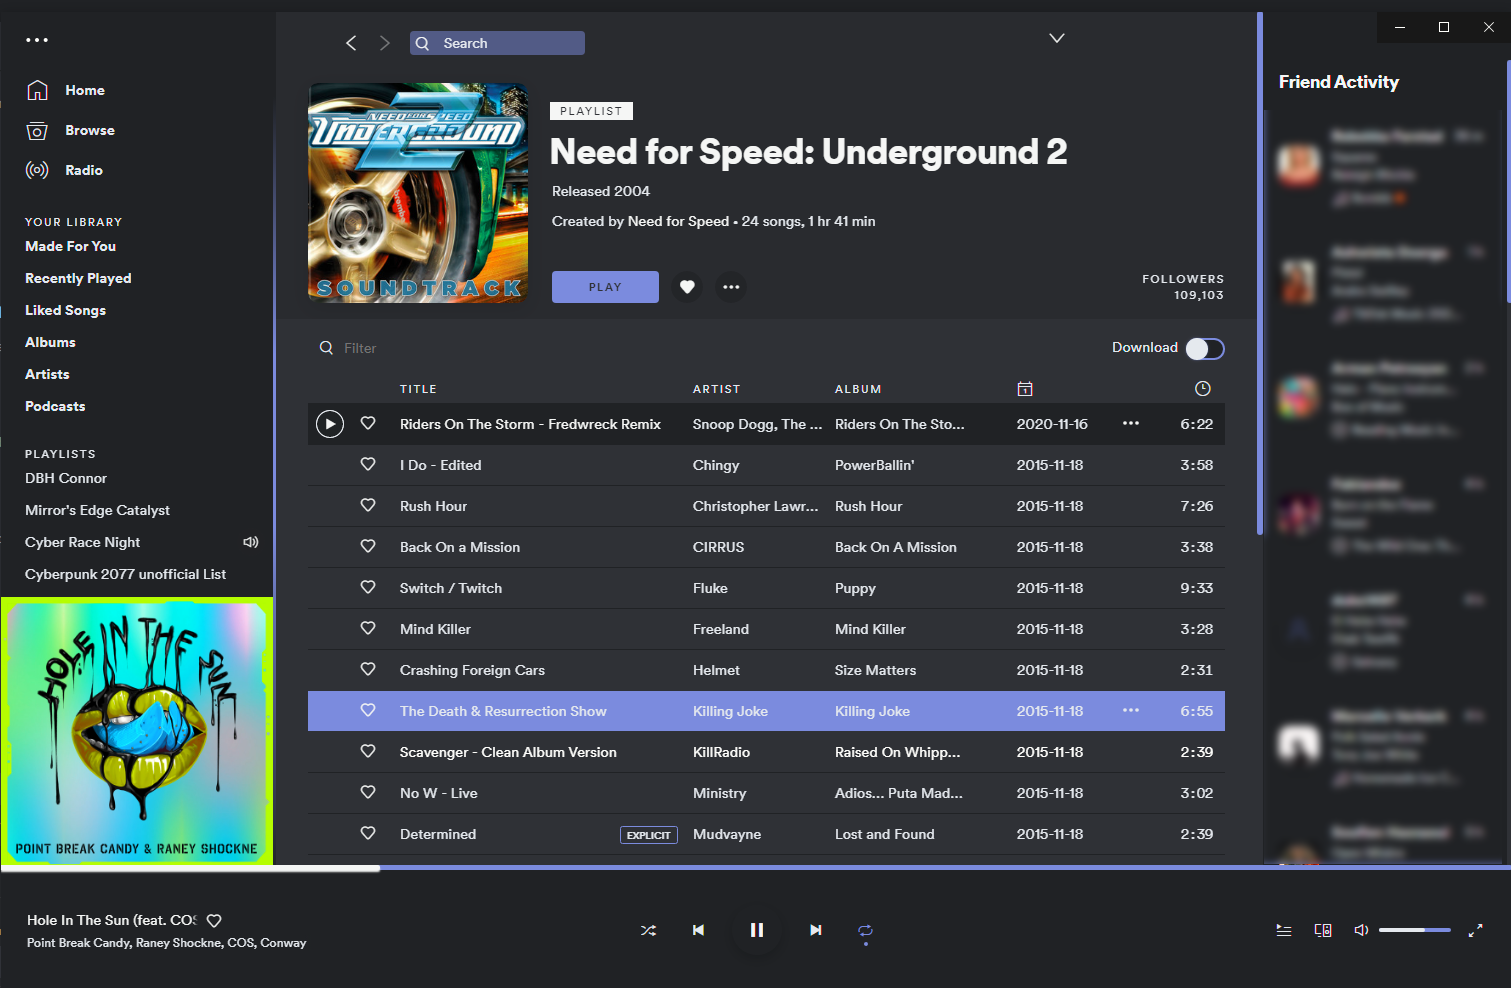 Home
Browse
Radio
YOUR LIBRARY
Made For You
Recently Played
Liked Songs
Albums
Artists
Podcasts
PLAYLISTS
DBH Connor
Mirror's Edge Catalyst
Cyber Race Night
Cyberpunk 2077 unofficial List
HOLE IN THE SUN
POINT BREAK CANDY & RANEY SHOCKNE
Search
NEED FOR SPEED
UNDERGROUND
2
brembo
SOUNDTRACK
PLAYLIST
Need for Speed: Underground 2
Released 2004
Created by Need for Speed • 24 songs, 1 hr 41 min
PLAY
FOLLOWERS
109,103
Filter
Download
TITLE ARTIST ALBUM
Riders On The Storm - Fredwreck Remix Snoop Dogg, The ... Riders On The Sto... 2020-11-16 6:22
I Do - Edited Chingy PowerBallin' 2015-11-18 3:58
Rush Hour Christopher Lawr... Rush Hour 2015-11-18 7:26
Back On a Mission CIRRUS Back On A Mission 2015-11-18 3:38
Switch / Twitch Fluke Puppy 2015-11-18 9:33
Mind Killer Freeland Mind Killer 2015-11-18 3:28
Crashing Foreign Cars Helmet Size Matters 2015-11-18 2:31
The Death & Resurrection Show Killing Joke Killing Joke 2015-11-18 6:55
Scavenger - Clean Album Version KillRadio Raised On Whipp... 2015-11-18 2:39
No W - Live Ministry Adios... Puta Mad... 2015-11-18 3:02
Determined EXPLICIT Mudvayne Lost and Found 2015-11-18 2:39
Friend Activity
Hole In The Sun (feat. COS
Point Break Candy, Raney Shockne, COS, Conway